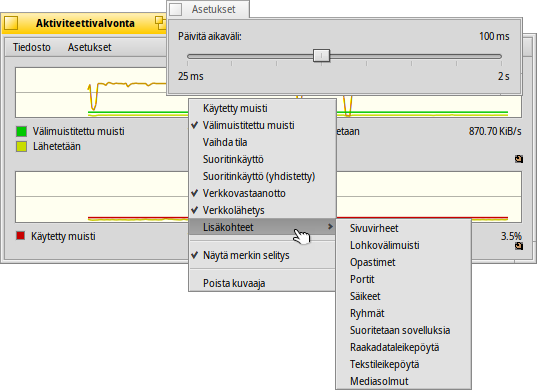 Asetukset
Aktiviteettivalvonta
Päivitä aikaväli: 100 ms
25 ms 2 s
Tiedosto Asetukset
Välimuistitettu muisti
Lähetetään
etaan 870.70 KiB/s
Käytetty muisti
3.5%
Käytetty muisti
Välimuistitettu muisti
Vaihda tila
Suoritinkäyttö
Suoritinkäyttö (yhdistetty)
Verkkovastaanotto
Verkkolähetys
Lisäkohteet
Näytä merkin selitys
Poista kuvaaja
Sivuvirheet
Lohkovälimuisti
Opastimet
Portit
Säikeet
Ryhmät
Suoritetaan sovelluksia
Raakadataleikepöytä
Tekstileikepöytä
Mediasolmut